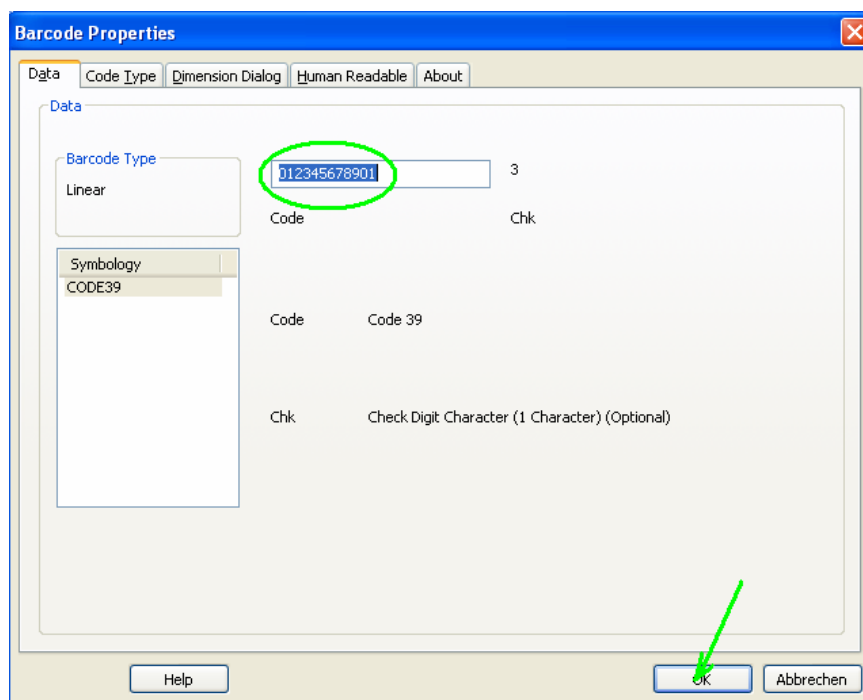 Barcode Properties
Data Code Type Dimension Dialog Human Readable About
Data
Barcode Type
Linear
012345678901 3
Code Chk
Symbology
CODE39
Code Code 39
Chk Check Digit Character (1 Character) (Optional)
Help OK Abbrechen